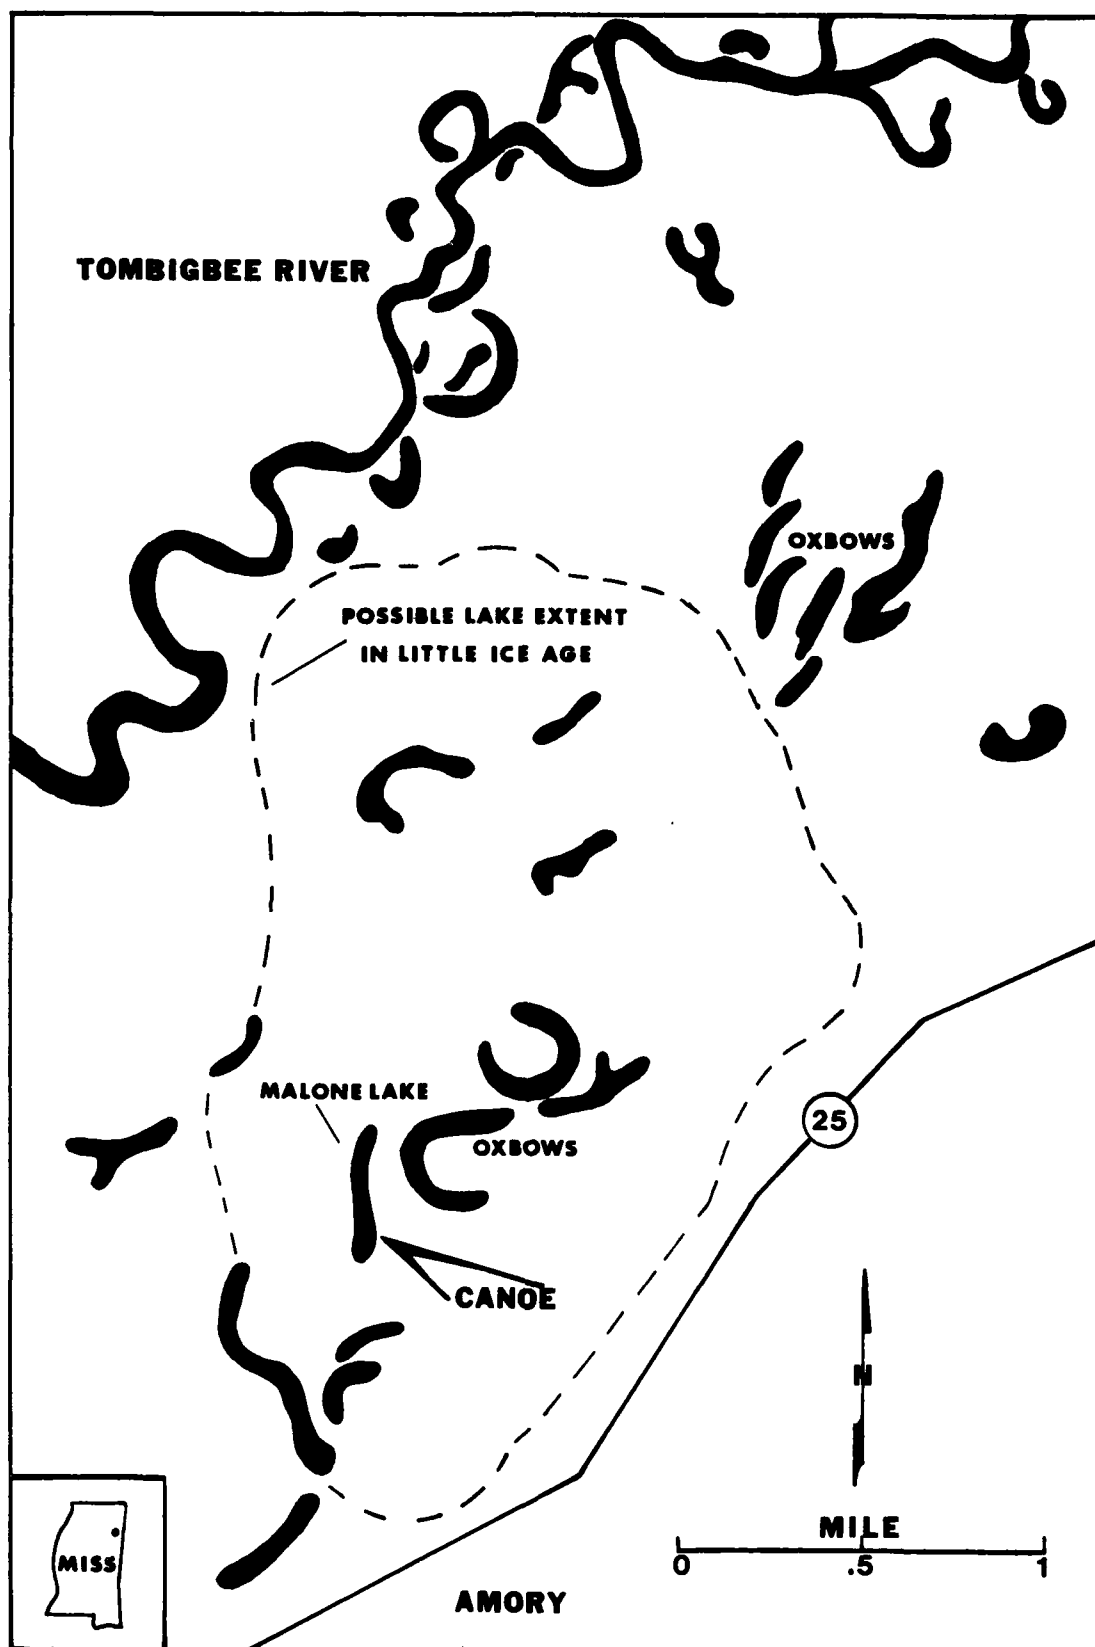 TOMBIGBEE RIVER
OXBOWS
POSSIBLE LAKE EXTENT
IN LITTLE ICE AGE
MALONE LAKE
25
OXBOWS
CANOE
N
MILE
0 .5 1
MISS
AMORY